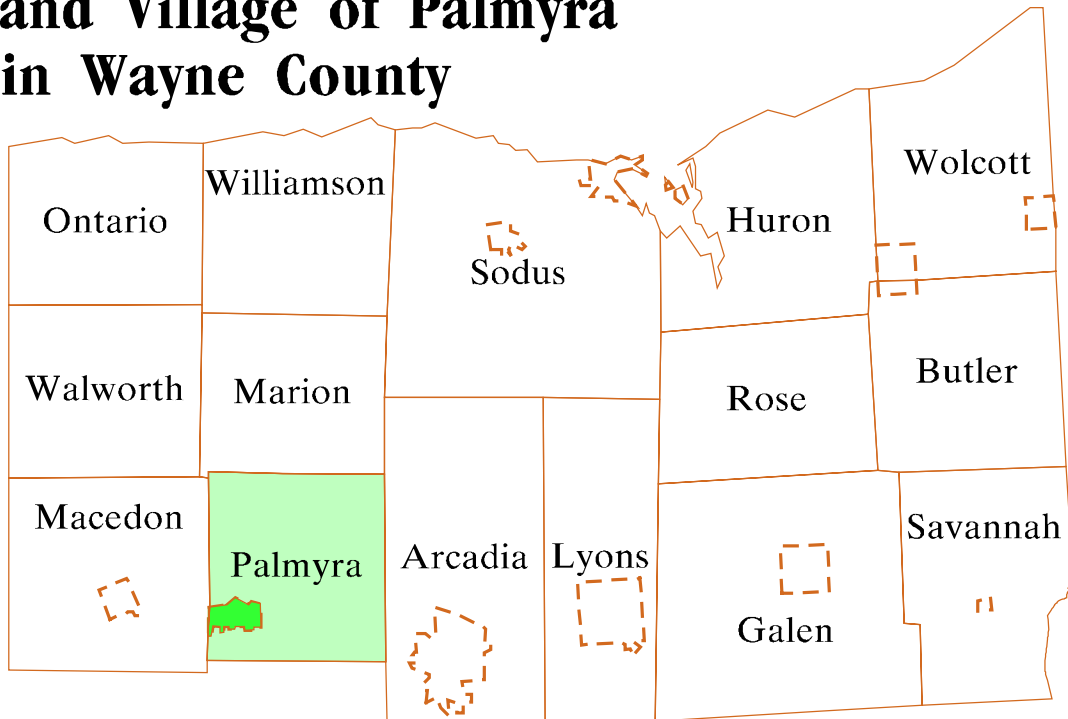 and Village of Palmyra
in Wayne County
Wolcott
Williamson
Ontario
Huron
Sodus
Butler
Walworth
Marion
Rose
Macedon
Savannah
Arcadia
Lyons
Palmyra
Galen